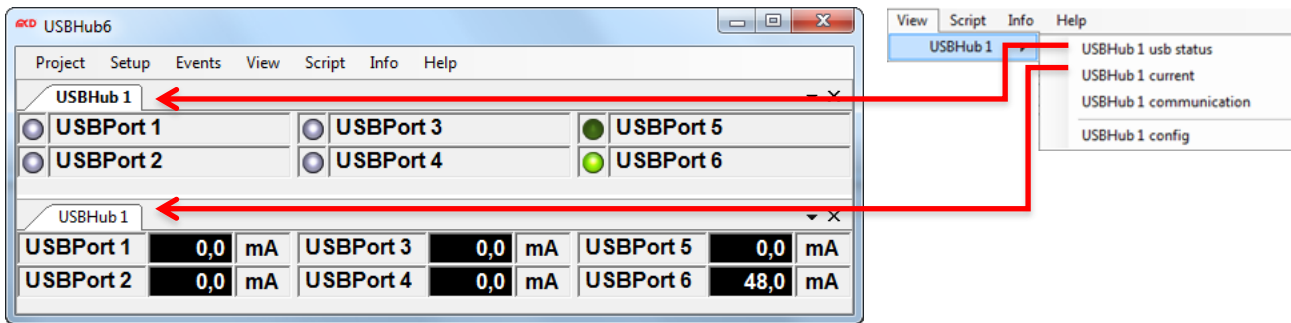 USBHub6
Project Setup Events View Script Info Help
USBHub 1
USBPort 1 USBPort 3 USBPort 5
USBPort 2 USBPort 4 USBPort 6
USBHub 1
USBPort 1 0,0 mA USBPort 3 0,0 mA USBPort 5 0,0 mA
USBPort 2 0,0 mA USBPort 4 0,0 mA USBPort 6 48,0 mA
View Script Info Help
USBHub 1
USBHub 1 usb status
USBHub 1 current
USBHub 1 communication
USBHub 1 config